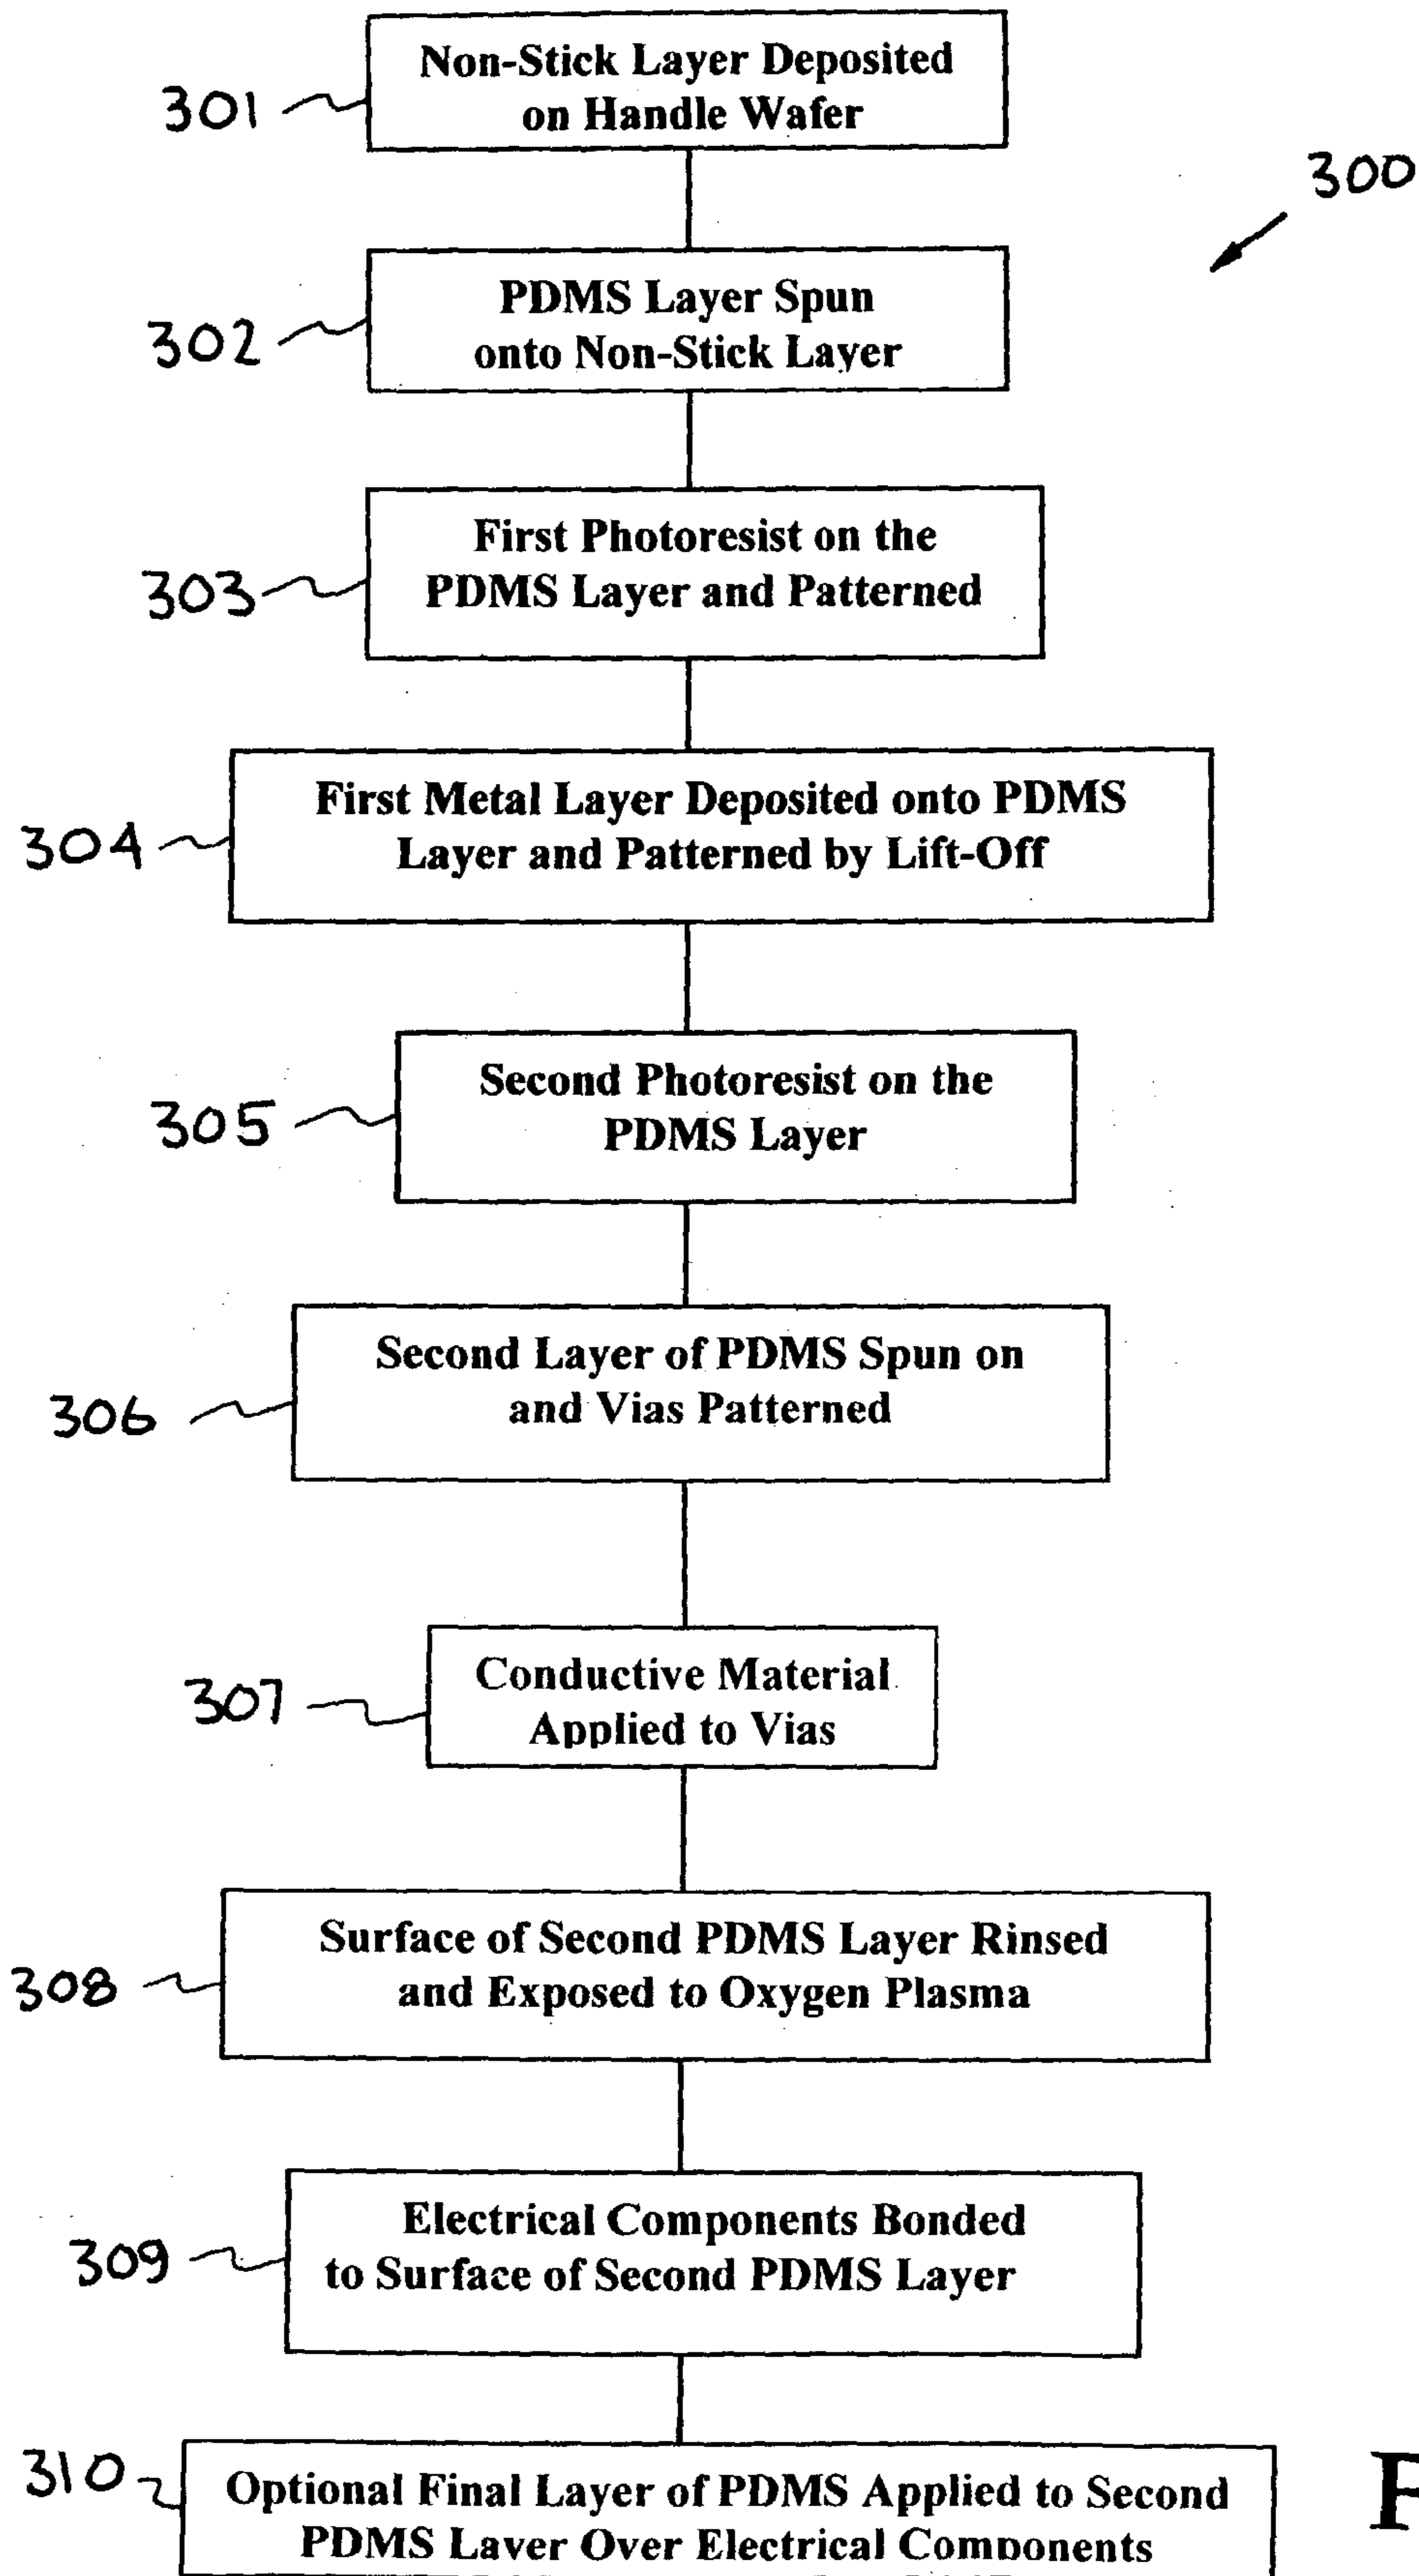 Non-Stick Layer Deposited
on Handle Wafer
301
300
PDMS Layer Spun
onto Non-Stick Layer
302
First Photoresist on the
PDMS Layer and Patterned
303
First Metal Layer Deposited onto PDMS
Layer and Patterned by Lift-Off
304
Second Photoresist on the
PDMS Layer
305
Second Layer of PDMS Spun on
and Vias Patterned
306
Conductive Material
Applied to Vias
307
Surface of Second PDMS Layer Rinsed
and Exposed to Oxygen Plasma
308
Electrical Components Bonded
to Surface of Second PDMS Layer
309
Optional Final Layer of PDMS Applied to Second
PDMS Layer Over Electrical Components
310